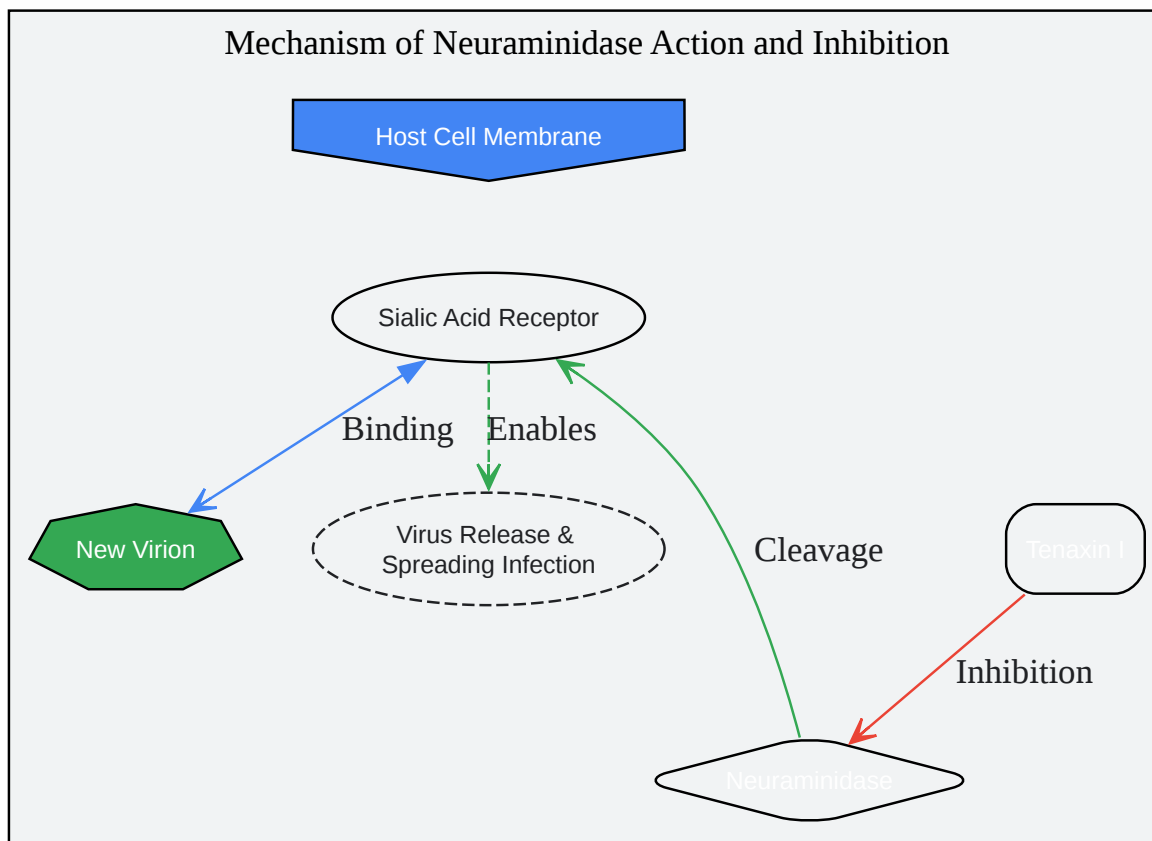 Mechanism of Neuraminidase Action and Inhibition
Host Cell Membrane
Sialic Acid Receptor
Binding
Enables
New Virion
Virus Release &
Spreading Infection
Cleavage
Tenaxin I
Inhibition
Neuraminidase